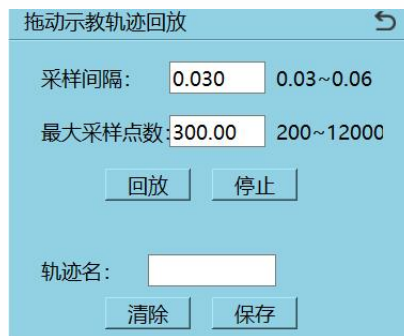 拖动示教轨迹回放
采样间隔: 0.030 0.03~0.06
最大采样点数: 300.00 200~12000
回放 停止
轨迹名:
清除 保存